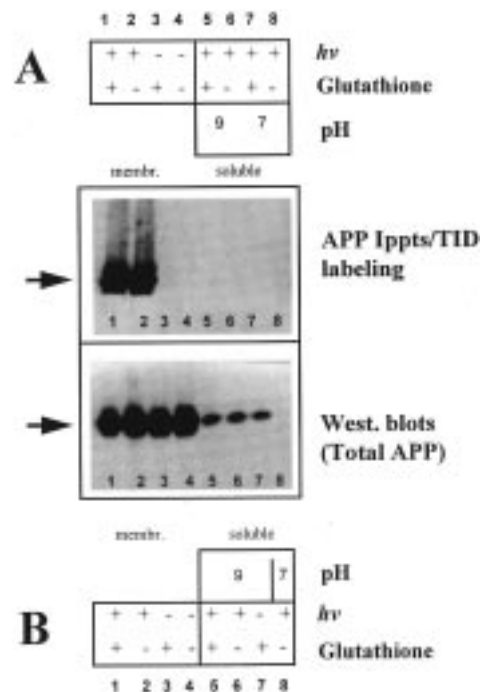 1 2 3 4 5 6 7 8
A
+ + - - + + + + hν
+ - + - + - + - Glutathione
9 7 pH
membr. soluble
APP Ippts/TID
labeling
1 2 3 4 5 6 7 8
West. blots
(Total APP)
1 2 3 4 5 6 7 8
membr. soluble
9 7 pH
B
+ + - - + + - + hν
+ - + - + - + - Glutathione
1 2 3 4 5 6 7 8